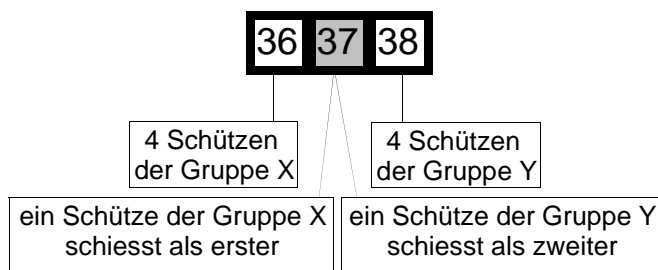 36 37 38
4 Schützen
der Gruppe X
4 Schützen
der Gruppe Y
ein Schütze der Gruppe X
schiesst als erster
ein Schütze der Gruppe Y
schiesst als zweiter